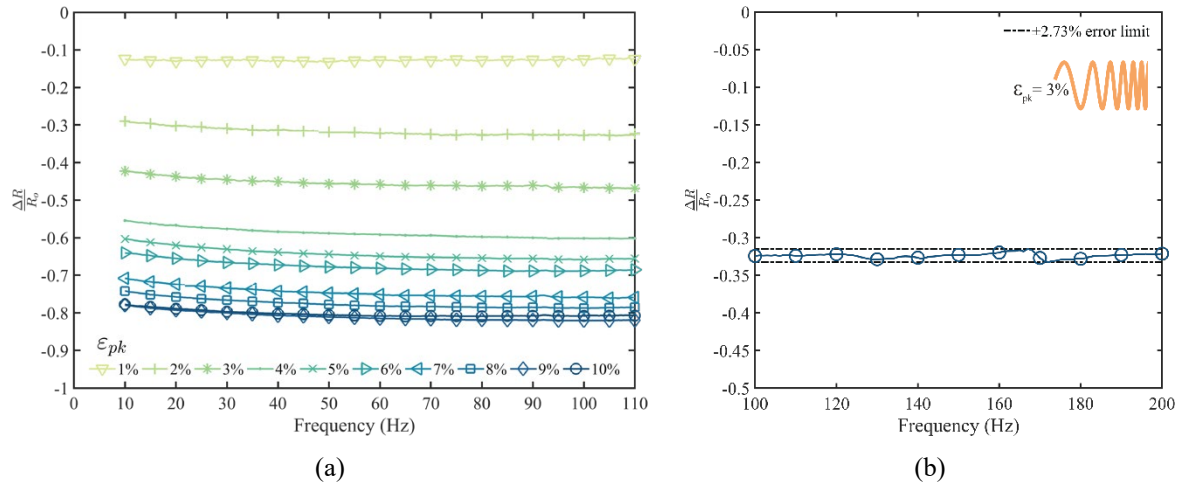 0
-0.1
-0.2
-0.3
-0.4
-0.5
-0.6
-0.7
-0.8
-0.9
-1
ΔR
R₀
εpk
1% 2% 3% 4% 5% 6% 7% 8% 9% 10%
0 10 20 30 40 50 60 70 80 90 100 110
Frequency (Hz)
(a)
0
-0.05
-0.1
-0.15
-0.2
-0.25
-0.3
-0.35
-0.4
-0.45
-0.5
ΔR
R₀
+2.73% error limit
εpk = 3%
100 120 140 160 180 200
Frequency (Hz)
(b)